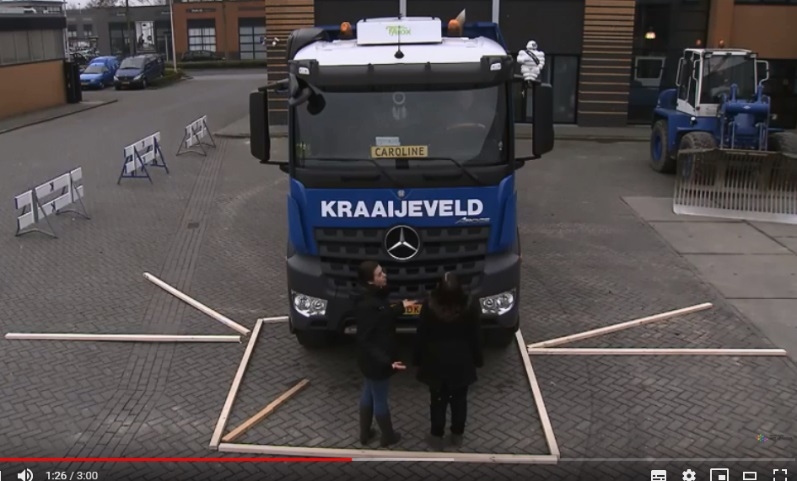 CAROLINE
KRAAIJEVELD
1:26 / 3:00